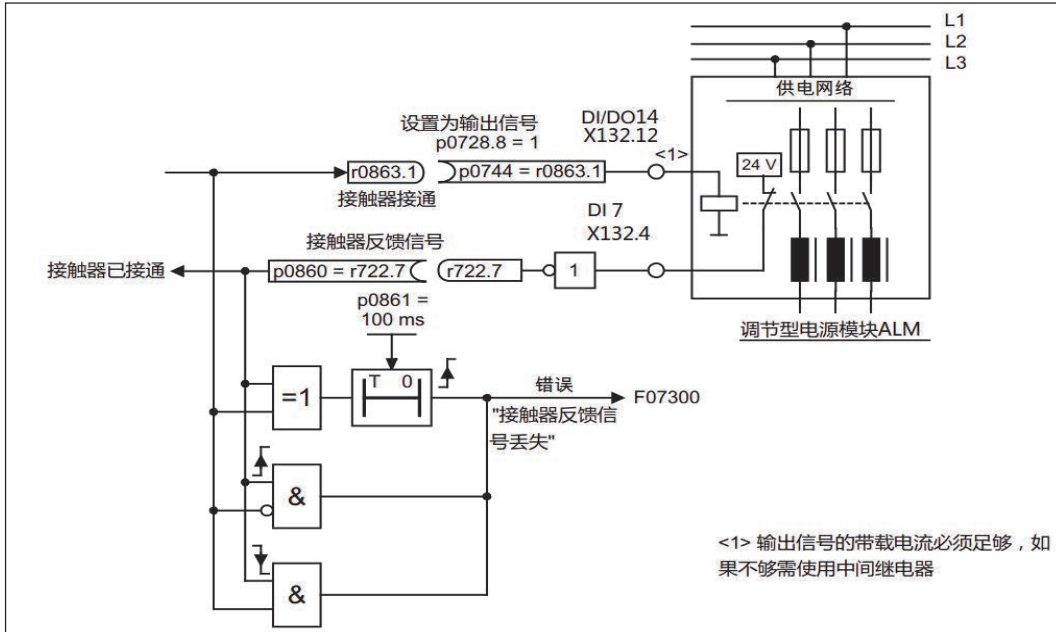 L1
L2
L3
供电网络
设置为输出信号
p0728.8 = 1
DI/DO14
X132.12
<1>
24 V
r0863.1
p0744 = r0863.1
接触器接通
DI 7
X132.4
接触器反馈信号
接触器已接通
p0860 = r722.7
r722.7
1
p0861 =
100 ms
调节型电源模块ALM
=1
T 0
错误
F07300
"接触器反馈信
号丢失"
&
&
<1> 输出信号的带载电流必须足够，如
果不够需使用中间继电器